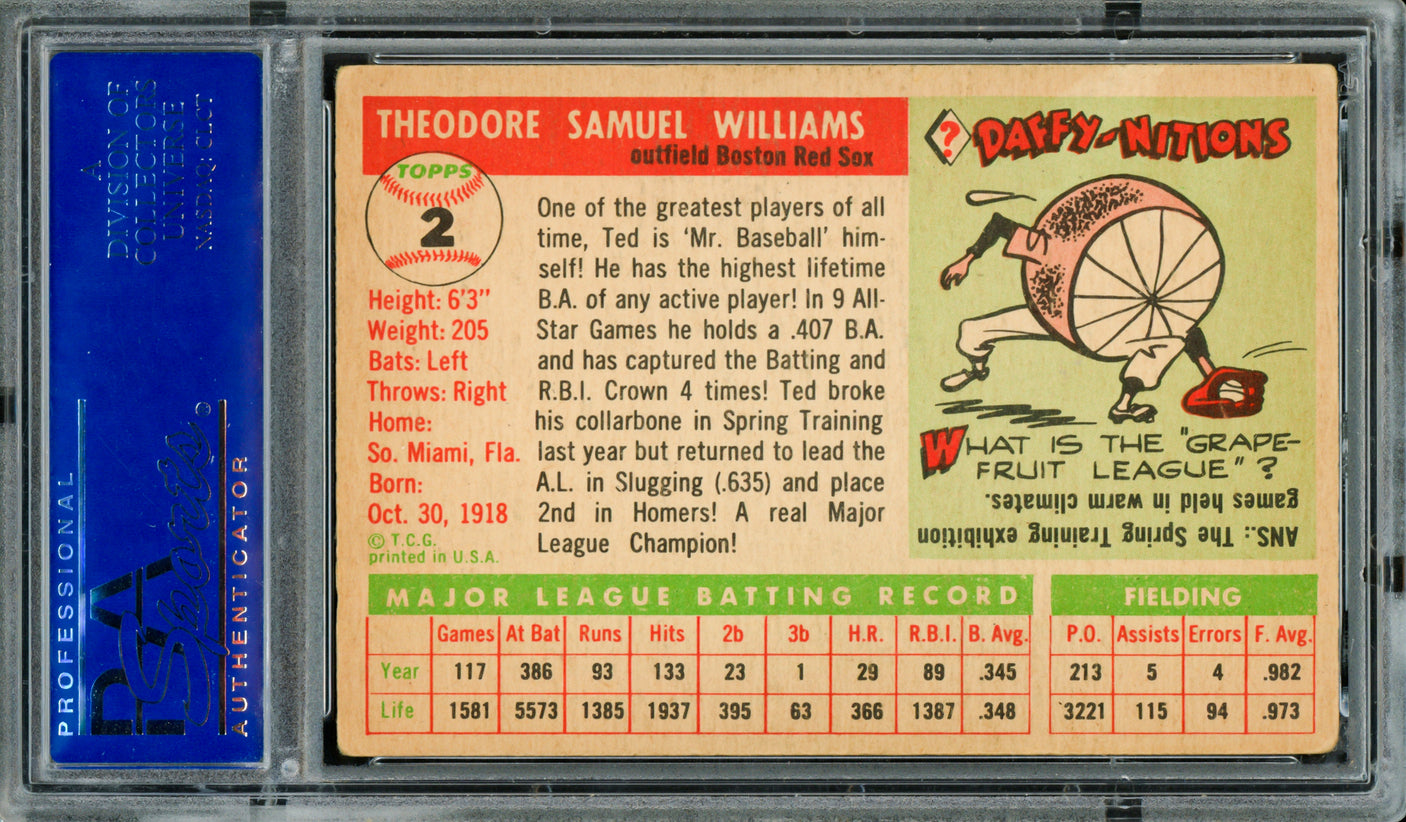 A
DIVISION OF
COLLECTORS
UNIVERSE
NASDAQ: CLCT
PROFESSIONAL
PSA
Sports ®
AUTHENTICATOR
THEODORE SAMUEL WILLIAMS
outfield Boston Red Sox
TOPPS
2
Height: 6'3"
Weight: 205
Bats: Left
Throws: Right
Home:
So. Miami, Fla.
Born:
Oct. 30, 1918
© T.C.G.
printed in U.S.A.
One of the greatest players of all
time, Ted is 'Mr. Baseball' him-
self! He has the highest lifetime
B.A. of any active player! In 9 All-
Star Games he holds a .407 B.A.
and has captured the Batting and
R.B.I. Crown 4 times! Ted broke
his collarbone in Spring Training
last year but returned to lead the
A.L. in Slugging (.635) and place
2nd in Homers! A real Major
League Champion!
? DAFFY-NITIONS
WHAT IS THE "GRAPE-
FRUIT LEAGUE"?
ANS.: The Spring Training exhibition
games held in warm climates.
MAJOR LEAGUE BATTING RECORD
Games At Bat Runs Hits 2b 3b H.R. R.B.I. B. Avg.
Year 117 386 93 133 23 1 29 89 .345
Life 1581 5573 1385 1937 395 63 366 1387 .348
FIELDING
P.O. Assists Errors F. Avg.
213 5 4 .982
3221 115 94 .973